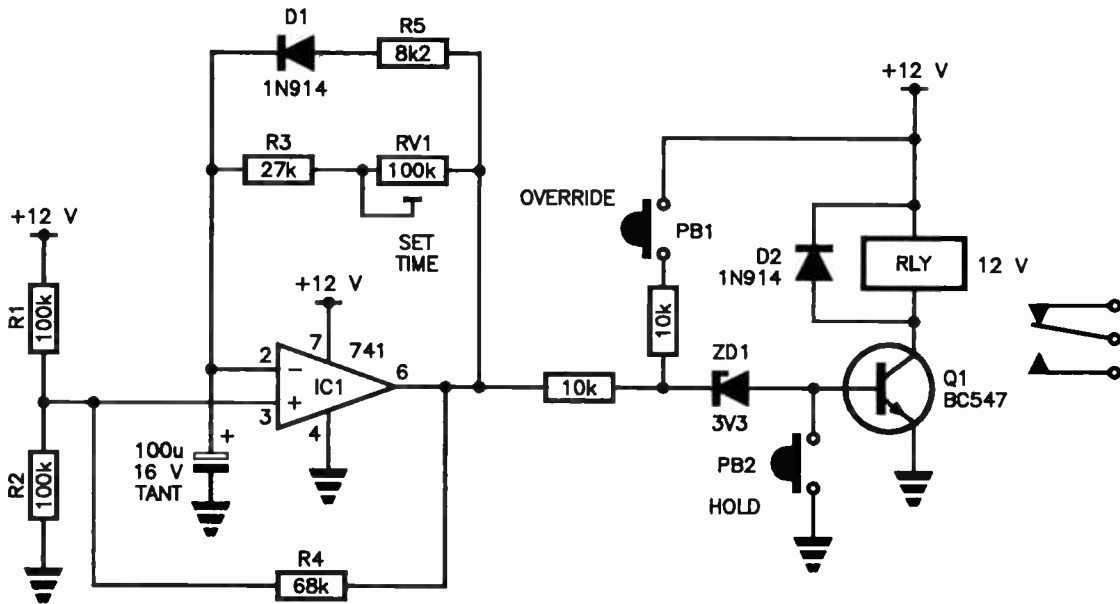 D1
1N914
R5
8k2
R3
27k
RV1
100k
SET
TIME
+12 V
R1
100k
R2
100k
+12 V
7
741
2
−
IC1
6
3
+
4
100u
+
16 V
TANT
R4
68k
10k
OVERRIDE
PB1
10k
ZD1
3V3
PB2
HOLD
+12 V
D2
1N914
RLY
12 V
Q1
BC547